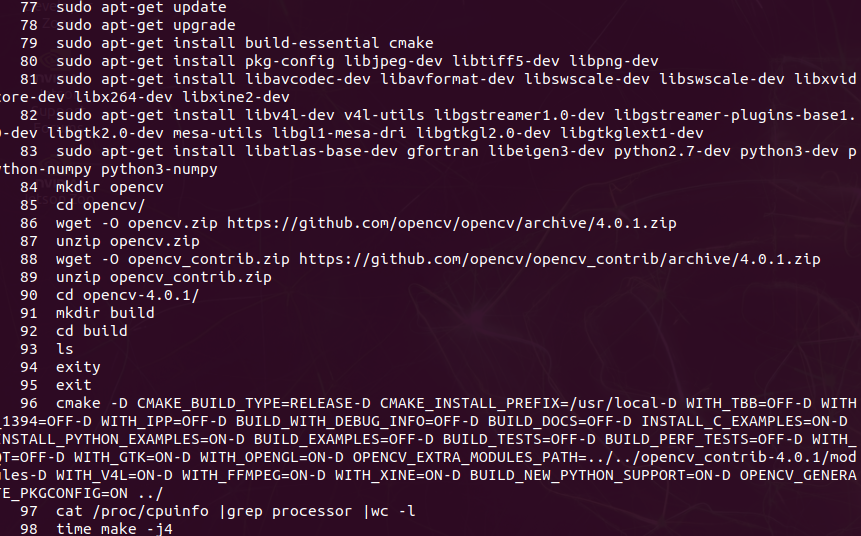 77 sudo apt-get update
78 sudo apt-get upgrade
79 sudo apt-get install build-essential cmake
80 sudo apt-get install pkg-config libjpeg-dev libtiff5-dev libpng-dev
81 sudo apt-get install libavcodec-dev libavformat-dev libswscale-dev libswscale-dev libxvid
core-dev libx264-dev libxine2-dev
82 sudo apt-get install libv4l-dev v4l-utils libgstreamer1.0-dev libgstreamer-plugins-base1.
0-dev libgtk2.0-dev mesa-utils libgl1-mesa-dri libgtkgl2.0-dev libgtkglext1-dev
83 sudo apt-get install libatlas-base-dev gfortran libeigen3-dev python2.7-dev python3-dev p
ython-numpy python3-numpy
84 mkdir opencv
85 cd opencv/
86 wget -O opencv.zip https://github.com/opencv/opencv/archive/4.0.1.zip
87 unzip opencv.zip
88 wget -O opencv_contrib.zip https://github.com/opencv/opencv_contrib/archive/4.0.1.zip
89 unzip opencv_contrib.zip
90 cd opencv-4.0.1/
91 mkdir build
92 cd build
93 ls
94 exity
95 exit
96 cmake -D CMAKE_BUILD_TYPE=RELEASE-D CMAKE_INSTALL_PREFIX=/usr/local-D WITH_TBB=OFF-D WITH
_1394=OFF-D WITH_IPP=OFF-D BUILD_WITH_DEBUG_INFO=OFF-D BUILD_DOCS=OFF-D INSTALL_C_EXAMPLES=ON-D
INSTALL_PYTHON_EXAMPLES=ON-D BUILD_EXAMPLES=OFF-D BUILD_TESTS=OFF-D BUILD_PERF_TESTS=OFF-D WITH_
QT=OFF-D WITH_GTK=ON-D WITH_OPENGL=ON-D OPENCV_EXTRA_MODULES_PATH=../../opencv_contrib-4.0.1/mod
ules-D WITH_V4L=ON-D WITH_FFMPEG=ON-D WITH_XINE=ON-D BUILD_NEW_PYTHON_SUPPORT=ON-D OPENCV_GENERA
TE_PKGCONFIG=ON ../
97 cat /proc/cpuinfo |grep processor |wc -l
98 time make -j4